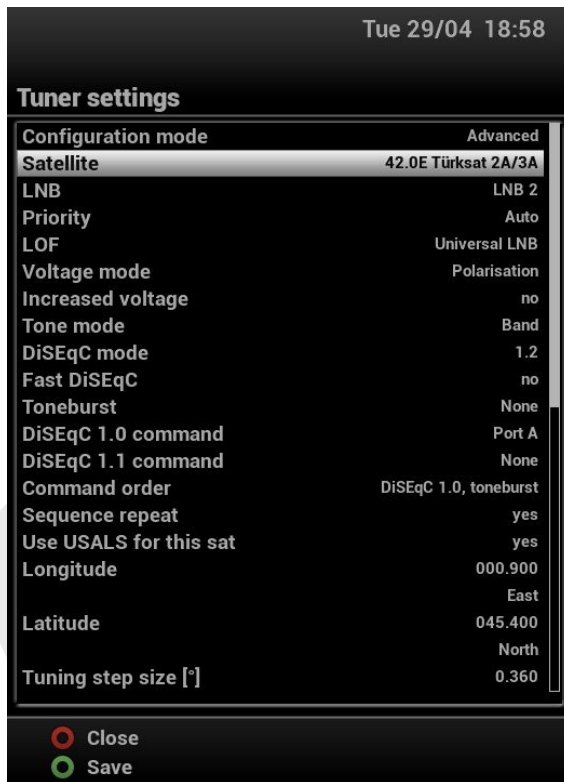 Tue 29/04 18:58
Tuner settings
Configuration mode Advanced
Satellite 42.0E Türksat 2A/3A
LNB LNB 2
Priority Auto
LOF Universal LNB
Voltage mode Polarisation
Increased voltage no
Tone mode Band
DiSEqC mode 1.2
Fast DiSEqC no
Toneburst None
DiSEqC 1.0 command Port A
DiSEqC 1.1 command None
Command order DiSEqC 1.0, toneburst
Sequence repeat yes
Use USALS for this sat yes
Longitude 000.900
East
Latitude 045.400
North
Tuning step size [°] 0.360
Close
Save